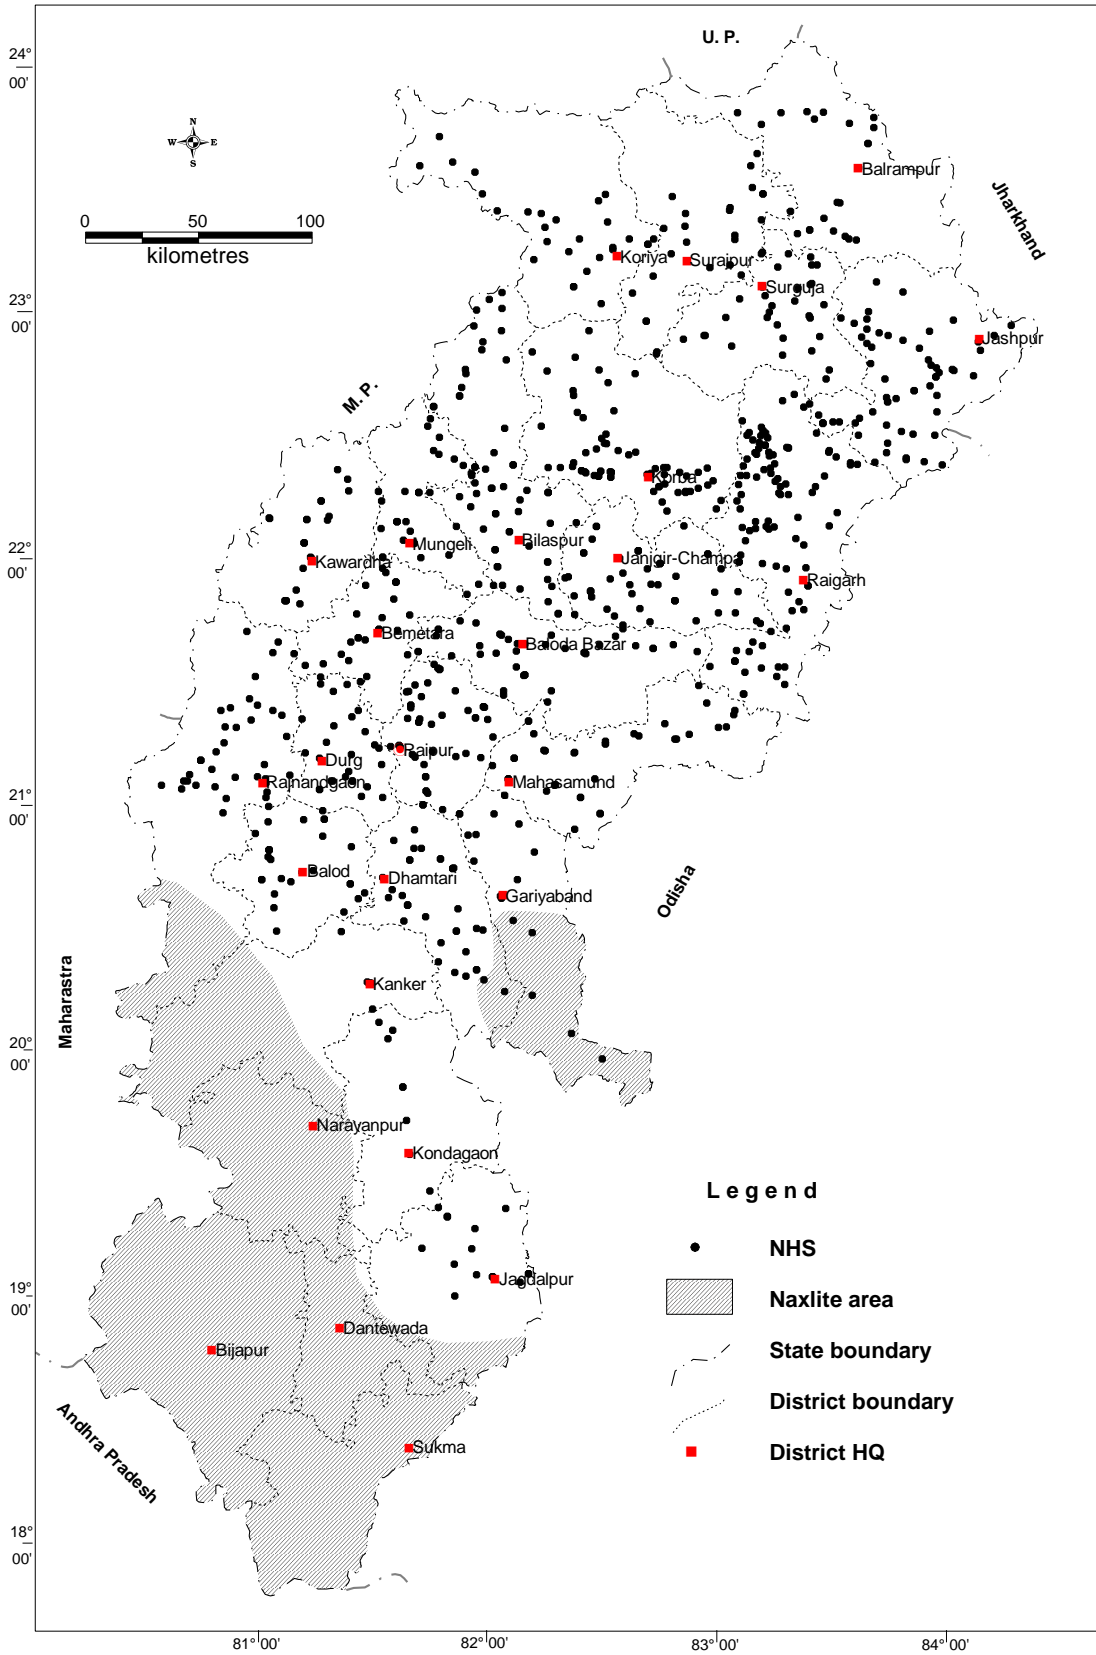 U. P.
24°
00'
N
W E
S
Balrampur
Jharkhand
0 50 100
kilometres
Koriya
Surajpur
Surguja
23°
00'
Jashpur
M. P.
Korba
Mungeli
Bilaspur
22°
00'
Kawardha
Janjgir-Champa
Raigarh
Bemetara
Baloda Bazar
Raipur
Durg
Rajnandgaon
Mahasamund
21°
00'
Balod
Dhamtari
Gariyaband
Odisha
Maharastra
Kanker
20°
00'
Narayanpur
Kondagaon
Legend
NHS
Jagdalpur
19°
00'
Naxlite area
Dantewada
Bijapur
State boundary
District boundary
Andhra Pradesh
Sukma
District HQ
18°
00'
81°00' 82°00' 83°00' 84°00'